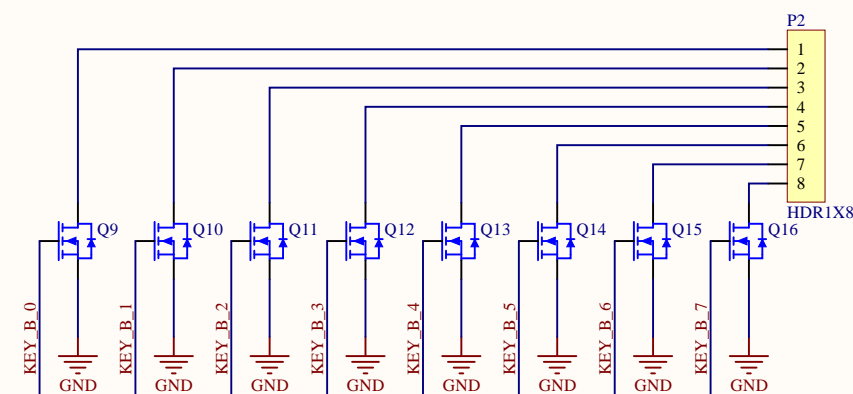 P2
1
2
3
4
5
6
7
8
HDR1X8
Q9 Q10 Q11 Q12 Q13 Q14 Q15 Q16
KEY_B_0 KEY_B_1 KEY_B_2 KEY_B_3 KEY_B_4 KEY_B_5 KEY_B_6 KEY_B_7
GND GND GND GND GND GND GND GND